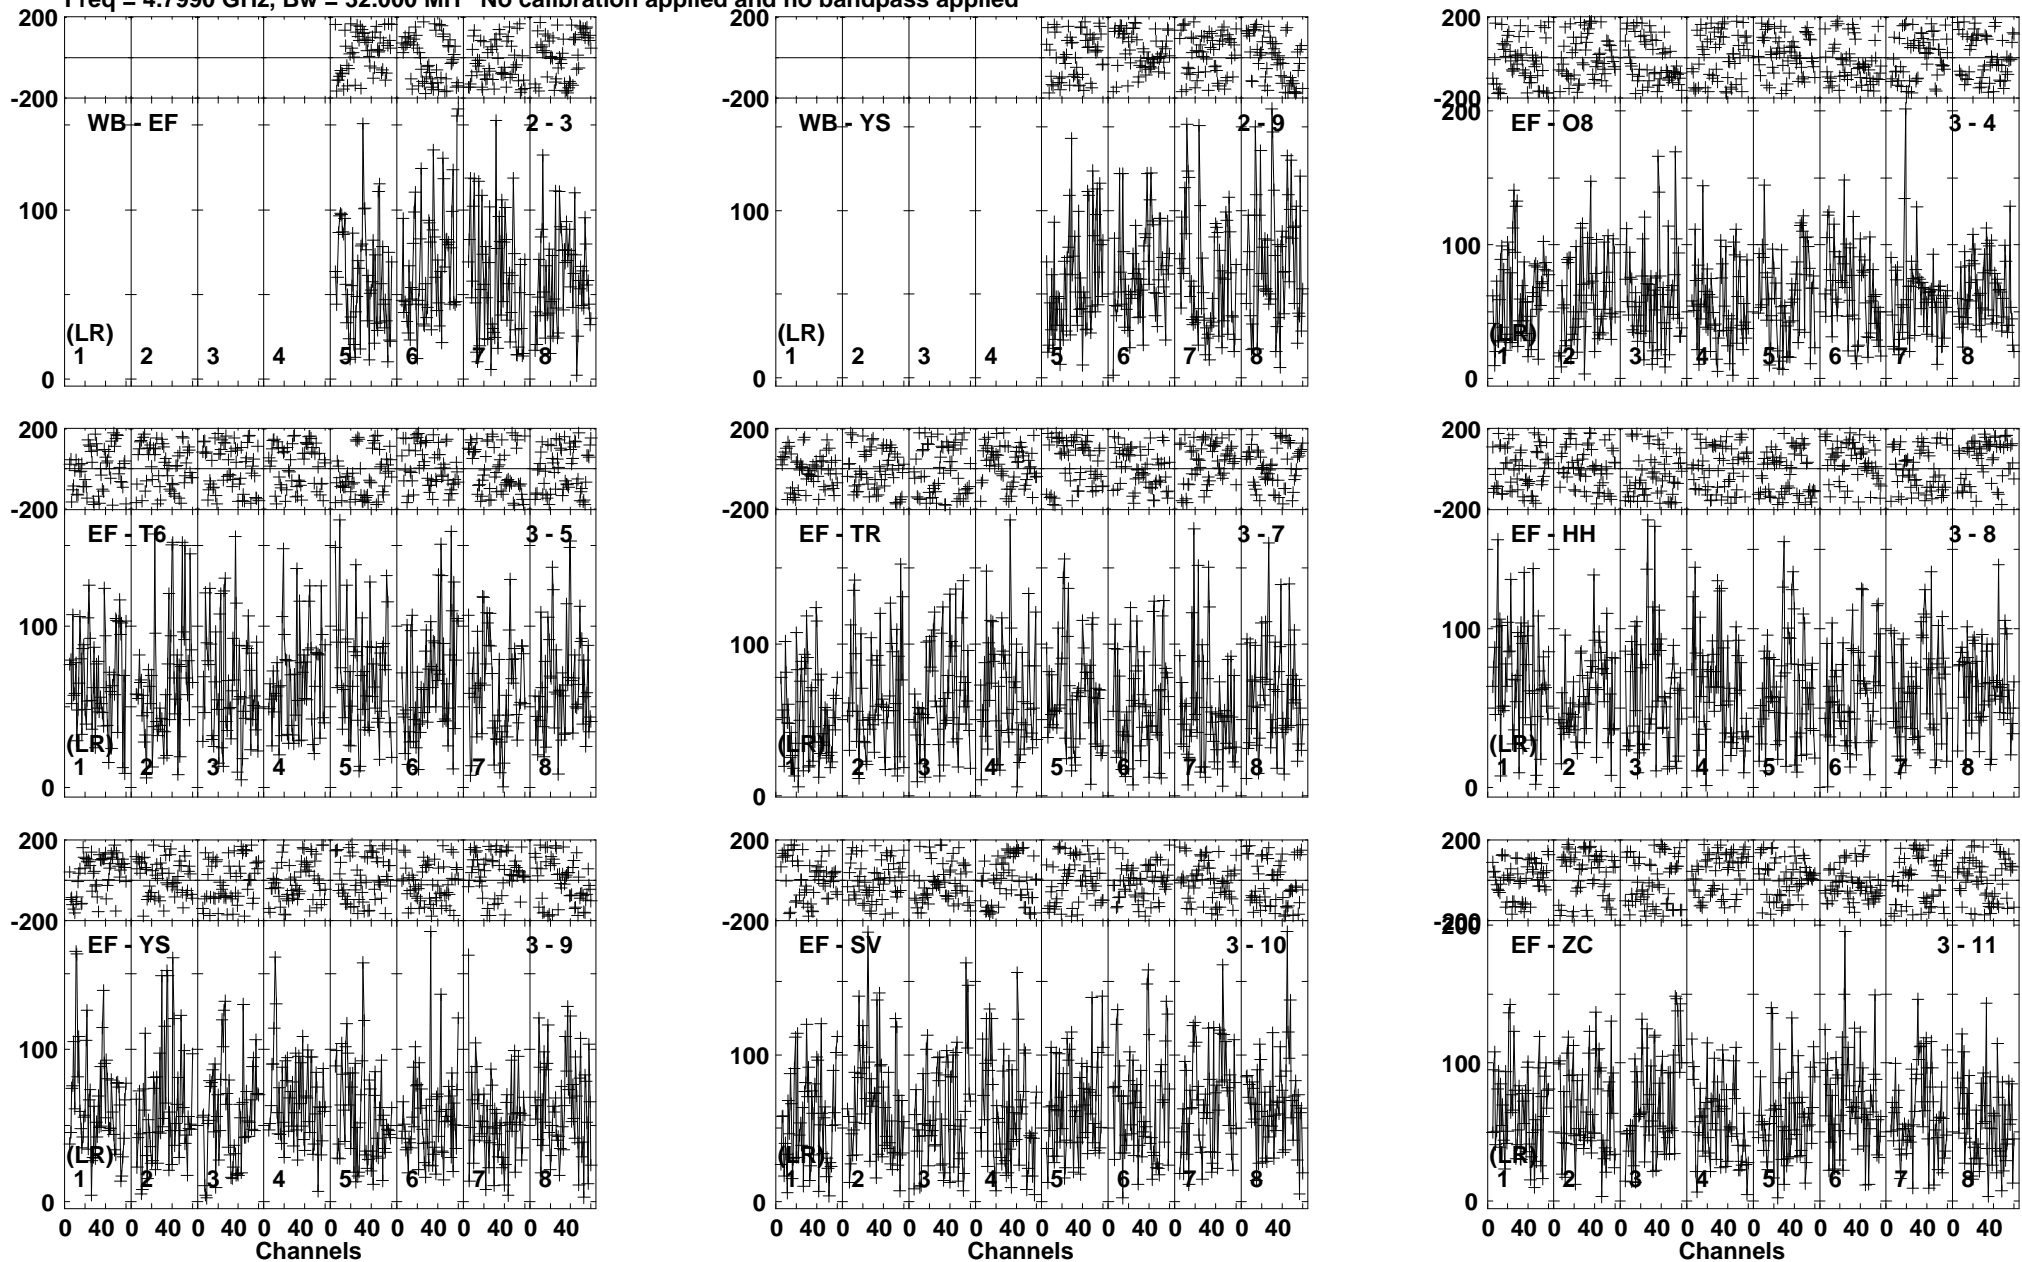 Freq = 4.7990 GHz, Bw = 32.000 MH No calibration applied and no bandpass applied
200 200 200
-200 -200 -200
200
WB - EF 2 - 3 WB - YS 2 - 9 EF - O8 3 - 4
100 100 100
(LR) (LR) (LR)
1 2 3 4 5 6 7 8 1 2 3 4 5 6 7 8 1 2 3 4 5 6 7 8
0 0 0
200 200 200
-200 -200 -200
EF - T6 3 - 5 EF - TR 3 - 7 EF - HH 3 - 8
100 100 100
(LR) (LR) (LR)
1 2 3 4 5 6 7 8 1 2 3 4 5 6 7 8 1 2 3 4 5 6 7 8
0 0 0
200 200 200
-200 -200 -200
200
EF - YS 3 - 9 EF - SV 3 - 10 EF - ZC 3 - 11
100 100 100
(LR) (LR) (LR)
1 2 3 4 5 6 7 8 1 2 3 4 5 6 7 8 1 2 3 4 5 6 7 8
0 0 0
0 40 0 40 0 40 0 40 0 40 0 40 0 40 0 40 0 40 0 40 0 40 0 40 0 40 0 40 0 40 0 40 0 40 0 40 0 40 0 40 0 40 0 40 0 40 0 40
Channels Channels Channels